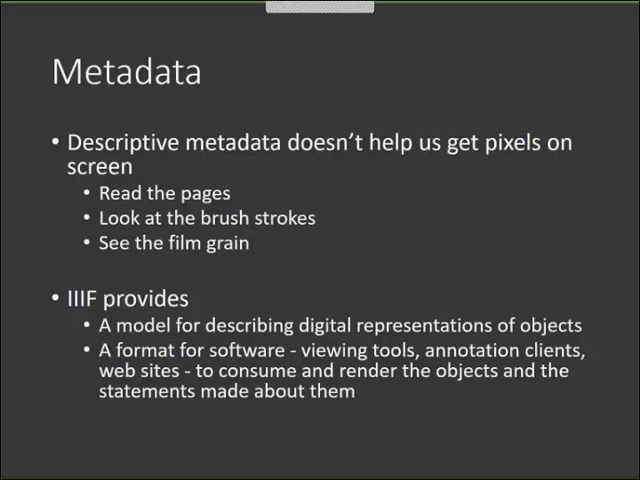 Metadata
• Descriptive metadata doesn’t help us get pixels on
screen
• Read the pages
• Look at the brush strokes
• See the film grain
• IIIF provides
• A model for describing digital representations of objects
• A format for software - viewing tools, annotation clients,
web sites - to consume and render the objects and the
statements made about them